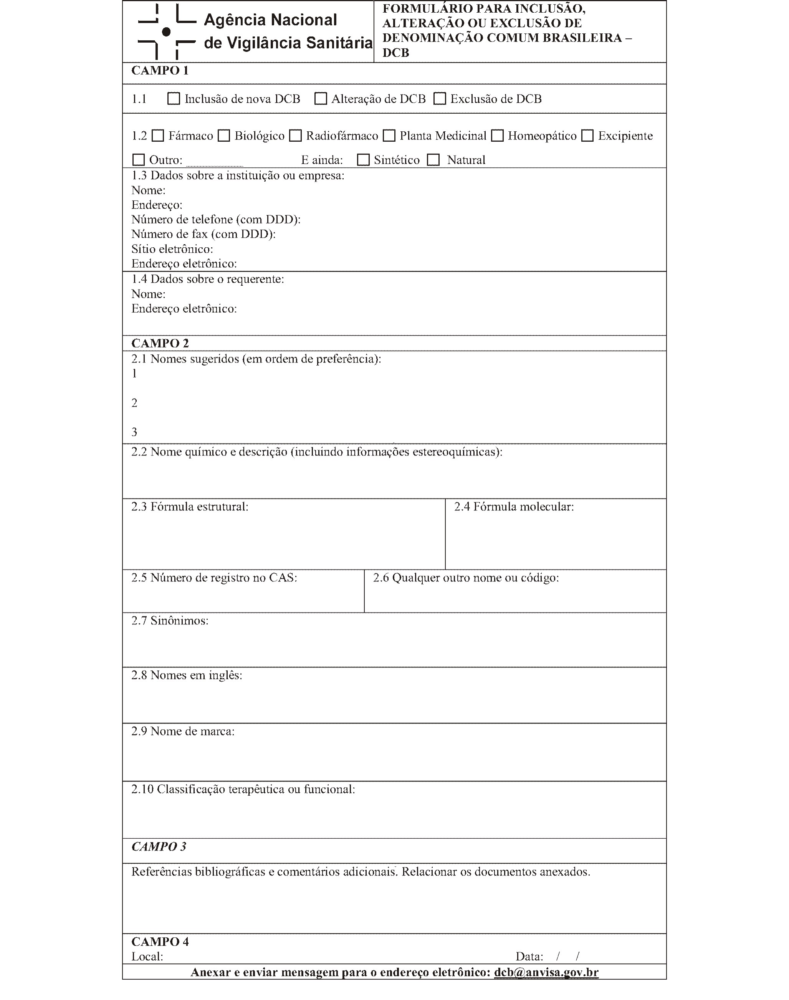 Agência Nacional
de Vigilância Sanitária
FORMULÁRIO PARA INCLUSÃO,
ALTERAÇÃO OU EXCLUSÃO DE
DENOMINAÇÃO COMUM BRASILEIRA –
DCB
CAMPO 1
1.1 Inclusão de nova DCB Alteração de DCB Exclusão de DCB
1.2 Fármaco Biológico Radiofármaco Planta Medicinal Homeopático Excipiente
Outro: __________ E ainda: Sintético Natural
1.3 Dados sobre a instituição ou empresa:
Nome:
Endereço:
Número de telefone (com DDD):
Número de fax (com DDD):
Sítio eletrônico:
Endereço eletrônico:
1.4 Dados sobre o requerente:
Nome:
Endereço eletrônico:
CAMPO 2
2.1 Nomes sugeridos (em ordem de preferência):
1
2
3
2.2 Nome químico e descrição (incluindo informações estereoquímicas):
2.3 Fórmula estrutural:
2.4 Fórmula molecular:
2.5 Número de registro no CAS:
2.6 Qualquer outro nome ou código:
2.7 Sinônimos:
2.8 Nomes em inglês:
2.9 Nome de marca:
2.10 Classificação terapêutica ou funcional:
CAMPO 3
Referências bibliográficas e comentários adicionais. Relacionar os documentos anexados.
CAMPO 4
Local: Data: / /
Anexar e enviar mensagem para o endereço eletrônico: dcb@anvisa.gov.br